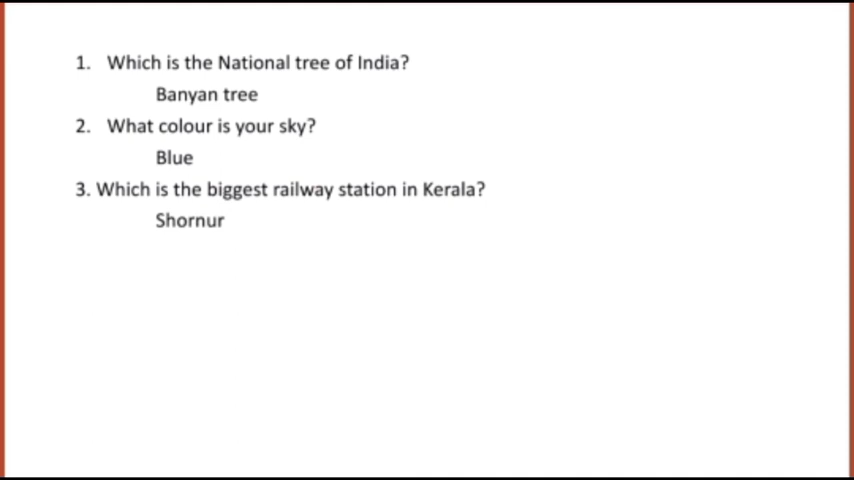 1. Which is the National tree of India?
Banyan tree
2. What colour is your sky?
Blue
3. Which is the biggest railway station in Kerala?
Shornur